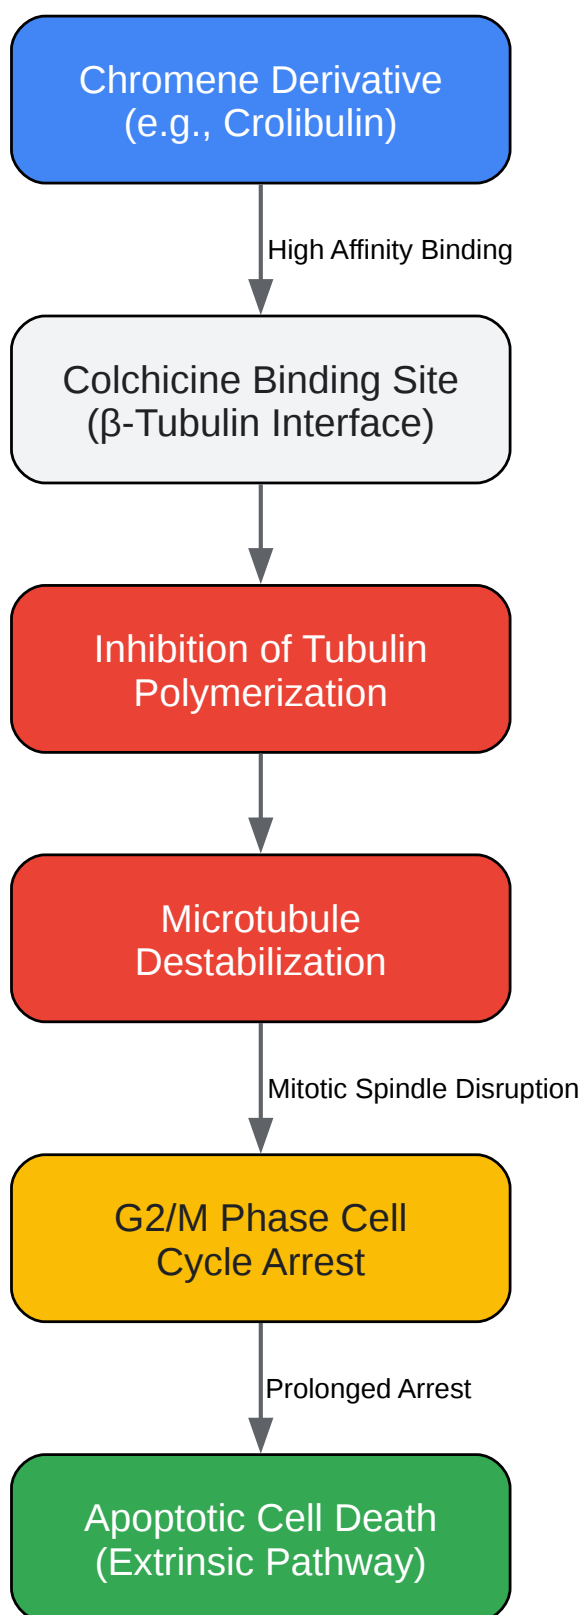 Chromene Derivative
(e.g., Crolibulin)
High Affinity Binding
Colchicine Binding Site
(β-Tubulin Interface)
Inhibition of Tubulin
Polymerization
Microtubule
Destabilization
Mitotic Spindle Disruption
G2/M Phase Cell
Cycle Arrest
Prolonged Arrest
Apoptotic Cell Death
(Extrinsic Pathway)